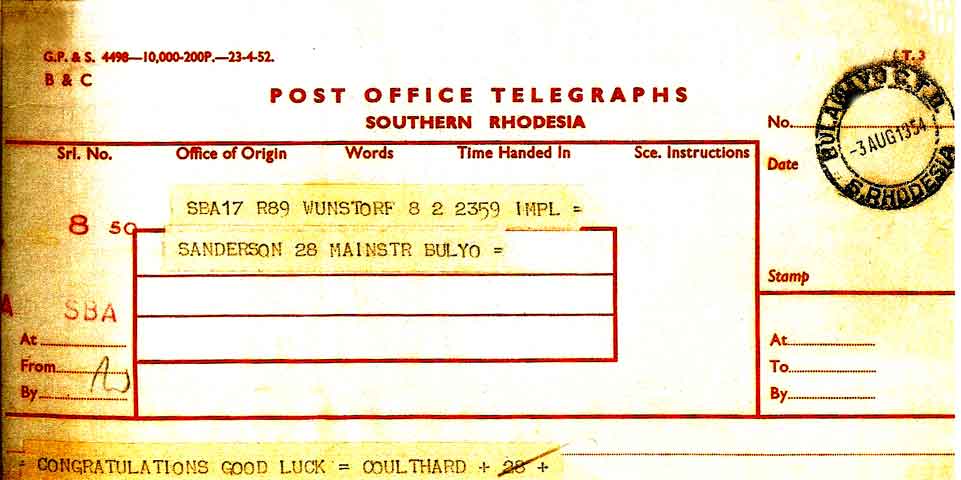 G.P. & S. 4498—10,000-200P.—23-4-52.
T.3
B & C
POST OFFICE TELEGRAPHS
SOUTHERN RHODESIA
No.
BULAWAYO C.T.O.
-3 AUG 1954
S. RHODESIA
Srl. No. Office of Origin Words Time Handed In Sce. Instructions
Date
SBA17 R89 WUNSTORF 8 2 2359 IMPL =
8 50
SANDERSON 28 MAINSTR BULYO =
Stamp
A SBA
At
From
By
At
To
By
= CONGRATULATIONS GOOD LUCK = COULTHARD + 28 +